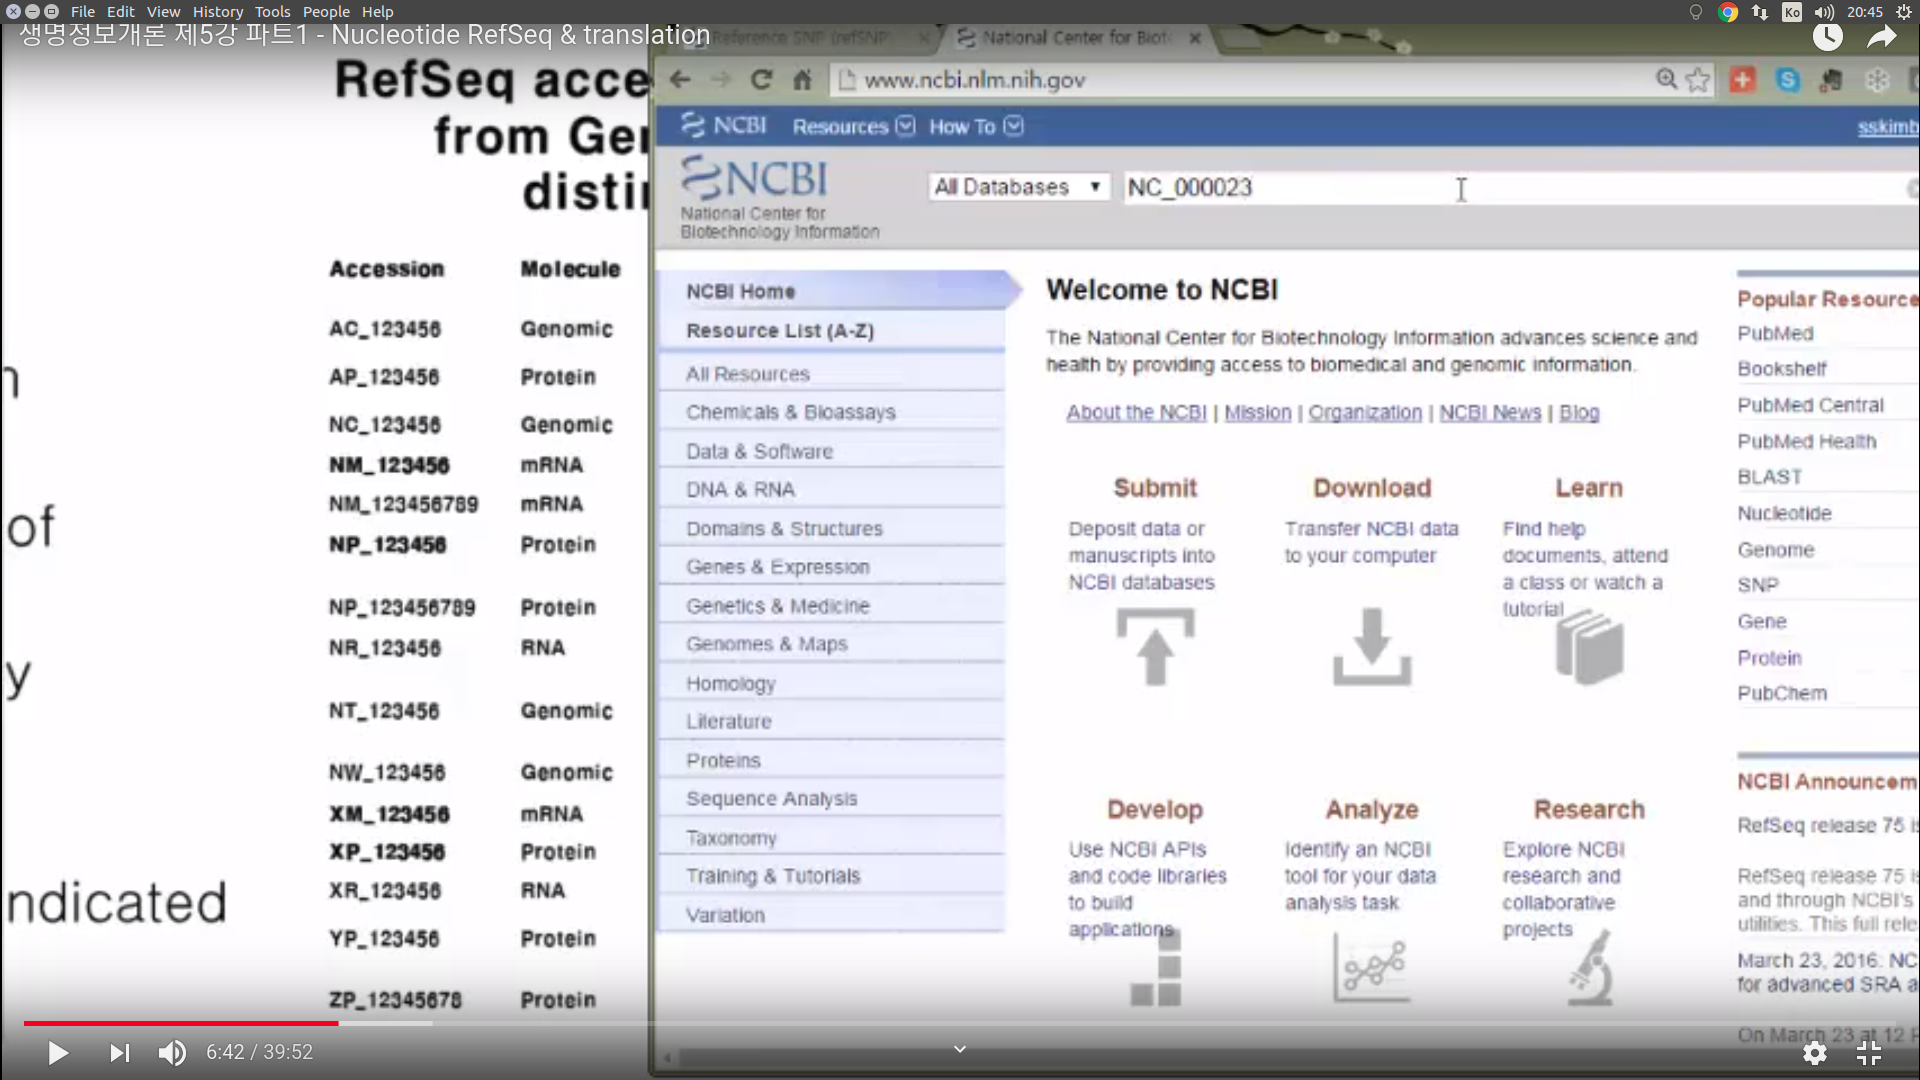 File Edit View History Tools People Help
Ko 20:45
생명정보개론 제5강 파트1 - Nucleotide RefSeq & translation
Reference SNP (refSNP
National Center for Biot
www.ncbi.nlm.nih.gov
RefSeq acce
from Ge
disti
n
of
y
ndicated
Accession Molecule
AC_123456 Genomic
AP_123456 Protein
NC_123456 Genomic
NM_123456 mRNA
NM_123456789 mRNA
NP_123456 Protein
NP_123456789 Protein
NR_123456 RNA
NT_123456 Genomic
NW_123456 Genomic
XM_123456 mRNA
XP_123456 Protein
XR_123456 RNA
YP_123456 Protein
ZP_12345678 Protein
NCBI Resources How To
sskimb
NCBI
National Center for
Biotechnology Information
All Databases
NC_000023
NCBI Home
Resource List (A-Z)
All Resources
Chemicals & Bioassays
Data & Software
DNA & RNA
Domains & Structures
Genes & Expression
Genetics & Medicine
Genomes & Maps
Homology
Literature
Proteins
Sequence Analysis
Taxonomy
Training & Tutorials
Variation
Welcome to NCBI
The National Center for Biotechnology Information advances science and
health by providing access to biomedical and genomic information.
About the NCBI | Mission | Organization | NCBI News | Blog
Submit
Deposit data or
manuscripts into
NCBI databases
Download
Transfer NCBI data
to your computer
Learn
Find help
documents, attend
a class or watch a
tutorial
Develop
Use NCBI APIs
and code libraries
to build
applications
Analyze
Identify an NCBI
tool for your data
analysis task
Research
Explore NCBI
research and
collaborative
projects
Popular Resource
PubMed
Bookshelf
PubMed Central
PubMed Health
BLAST
Nucleotide
Genome
SNP
Gene
Protein
PubChem
NCBI Announcem
RefSeq release 75 is
RefSeq release 75 is
and through NCBI's
utilities. This full rele
March 23, 2016: NC
for advanced SRA a
On March 23 at 12 P
6:42 / 39:52